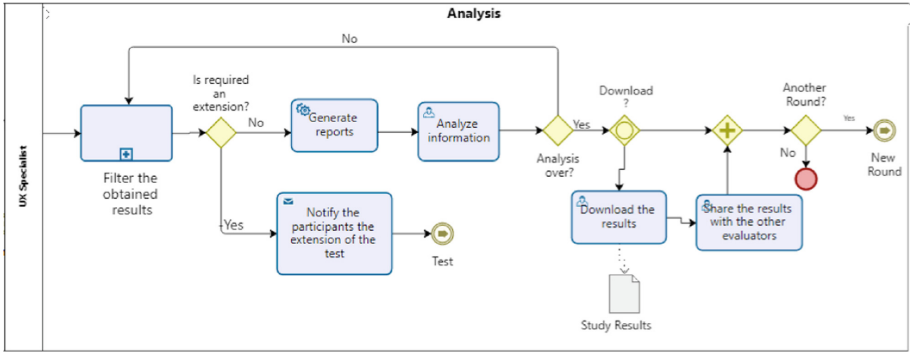 Analysis
UX Specialist
No
Is required
an
extension?
No
Yes
Filter the
obtained
results
Generate
reports
Analyze
information
Notify the
participants the
extension of the
test
Test
Analysis
over?
Yes
Download
?
Download the
results
Study Results
Share the results
with the other
evaluators
Another
Round?
Yes
No
New
Round